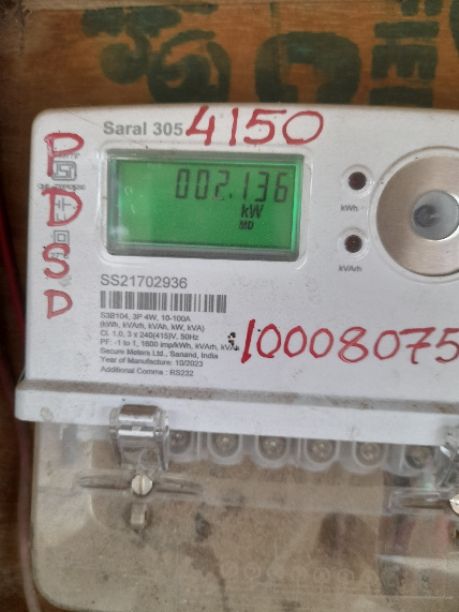 Saral 305 4150
002.136
kW
MD
kWh
kVArh
P
D
S
D
SS21702936
S3B104, 3P 4W, 10-100A
(kWh, kVArh, kVAh, kW, kVA)
Cl. 1.0, 3 x 240(415)V, 50Hz
PF: -1 to 1, 1600 imp/kWh, kVArh, kVAh
Secure Meters Ltd., Sanand, India
Year of Manufacture: 10/2023
Additional Comms : RS232
10008075